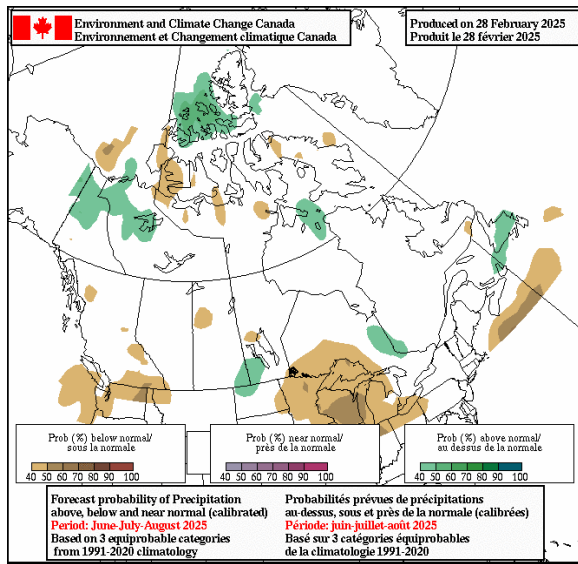 Environment and Climate Change Canada
Environnement et Changement climatique Canada
Produced on 28 February 2025
Produit le 28 février 2025
Prob (%) below normal/
sous la normale
40 50 60 70 80 90 100
Prob (%) near normal/
près de la normale
40 50 60 70 80 90 100
Prob (%) above normal/
au dessus de la normale
40 50 60 70 80 90 100
Forecast probability of Precipitation
above, below and near normal (calibrated)
Period: June-July-August 2025
Based on 3 equiprobable categories
from 1991-2020 climatology
Probabilités prévues de précipitations
au-dessus, sous et près de la normale (calibrées)
Période: juin-juillet-août 2025
Basé sur 3 catégories équiprobables
de la climatologie 1991-2020